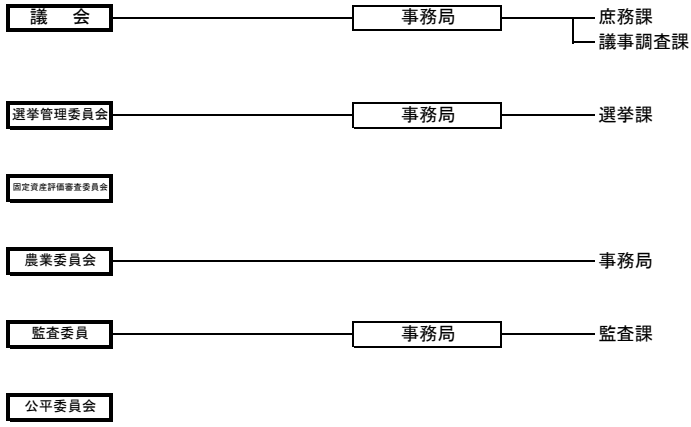 議　会 事務局 庶務課
議事調査課
選挙管理委員会 事務局 選挙課
固定資産評価審査委員会
農業委員会 事務局
監査委員 事務局 監査課
公平委員会